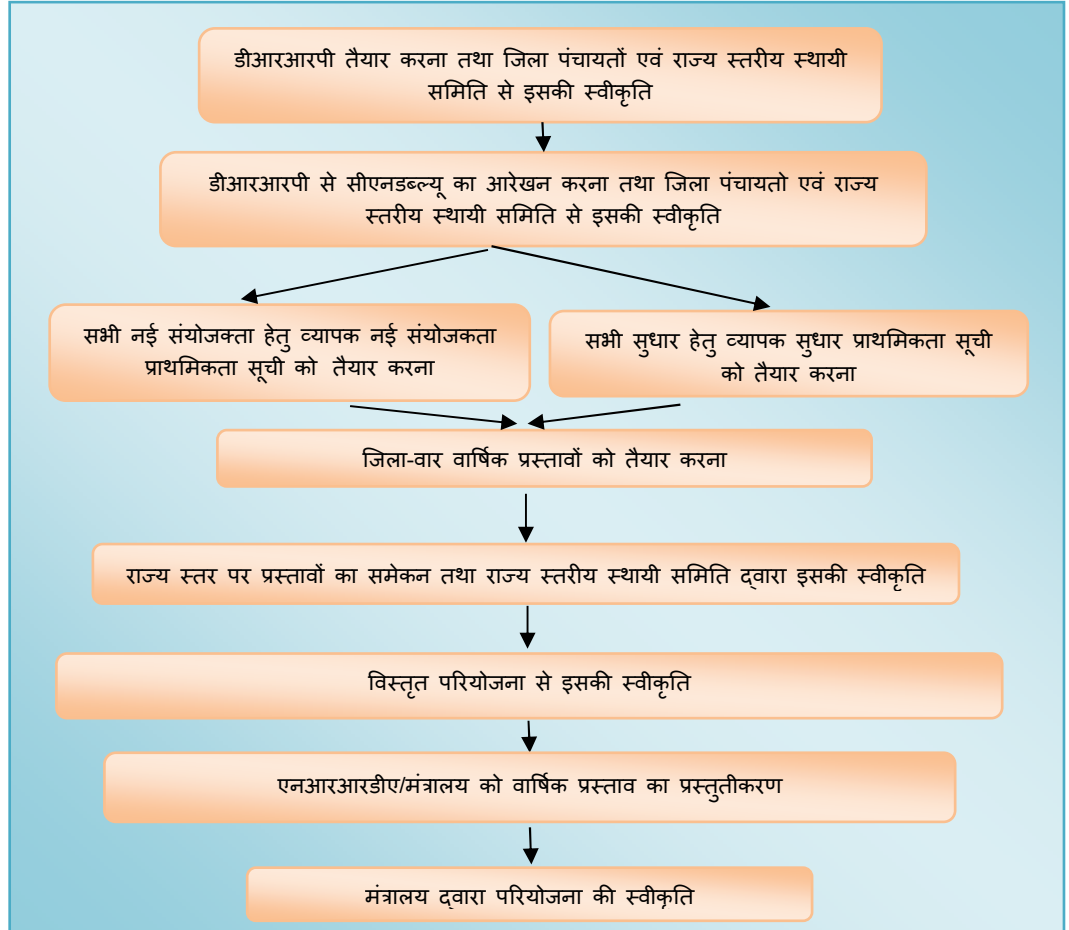 डीआरआरपी तैयार करना तथा जिला पंचायतों एवं राज्य स्तरीय स्थायी
समिति से इसकी स्वीकृति
डीआरआरपी से सीएनडब्ल्यू का आरेखन करना तथा जिला पंचायतो एवं राज्य
स्तरीय स्थायी समिति से इसकी स्वीकृति
सभी नई संयोजक्ता हेतु व्यापक नई संयोजकता
प्राथमिकता सूची को तैयार करना
सभी सुधार हेतु व्यापक सुधार प्राथमिकता सूची
को तैयार करना
जिला-वार वार्षिक प्रस्तावों को तैयार करना
राज्य स्तर पर प्रस्तावों का समेकन तथा राज्य स्तरीय स्थायी समिति द्वारा इसकी स्वीकृति
विस्तृत परियोजना से इसकी स्वीकृति
एनआरआरडीए/मंत्रालय को वार्षिक प्रस्ताव का प्रस्तुतीकरण
मंत्रालय द्वारा परियोजना की स्वीकृति